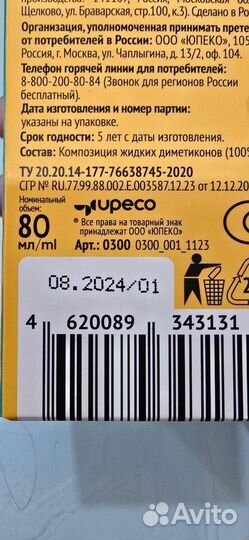 Щелково, ул. Браварская, стр.100, к.3). Сделано в Ро
Организация, уполномоченная принимать прете
от потребителей в России: ООО «ЮПЕКО», 105
Россия, г. Москва, ул. Чаплыгина, д. 13/2, оф. 104.
Телефон горячей линии для потребителей:
8-800-200-80-84 (Звонок для регионов России
бесплатный).
Дата изготовления и номер партии:
указаны на упаковке.
Срок годности: 5 лет с даты изготовления.
Состав: Композиция жидких диметиконов (100%
ТУ 20.20.14-177-76638745-2020
СГР № RU.77.99.88.002.E.003587.12.23 от 12.12.20
Номинальный
объем:
80
мл/ml
upeco
® Все права на товарный знак
принадлежат ООО «ЮПЕКО»
Арт.: 0300 0300_001_1123
08.2024/01
4 620089 343131
Avito